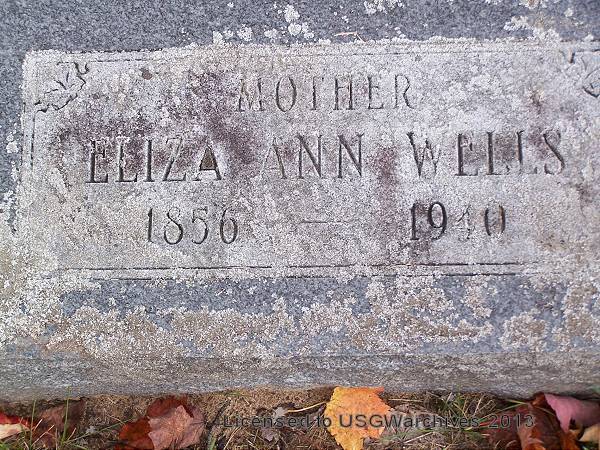 MOTHER
ELIZA ANN WELLS
1856 — 1940
Licensed to USGWarchives 2013